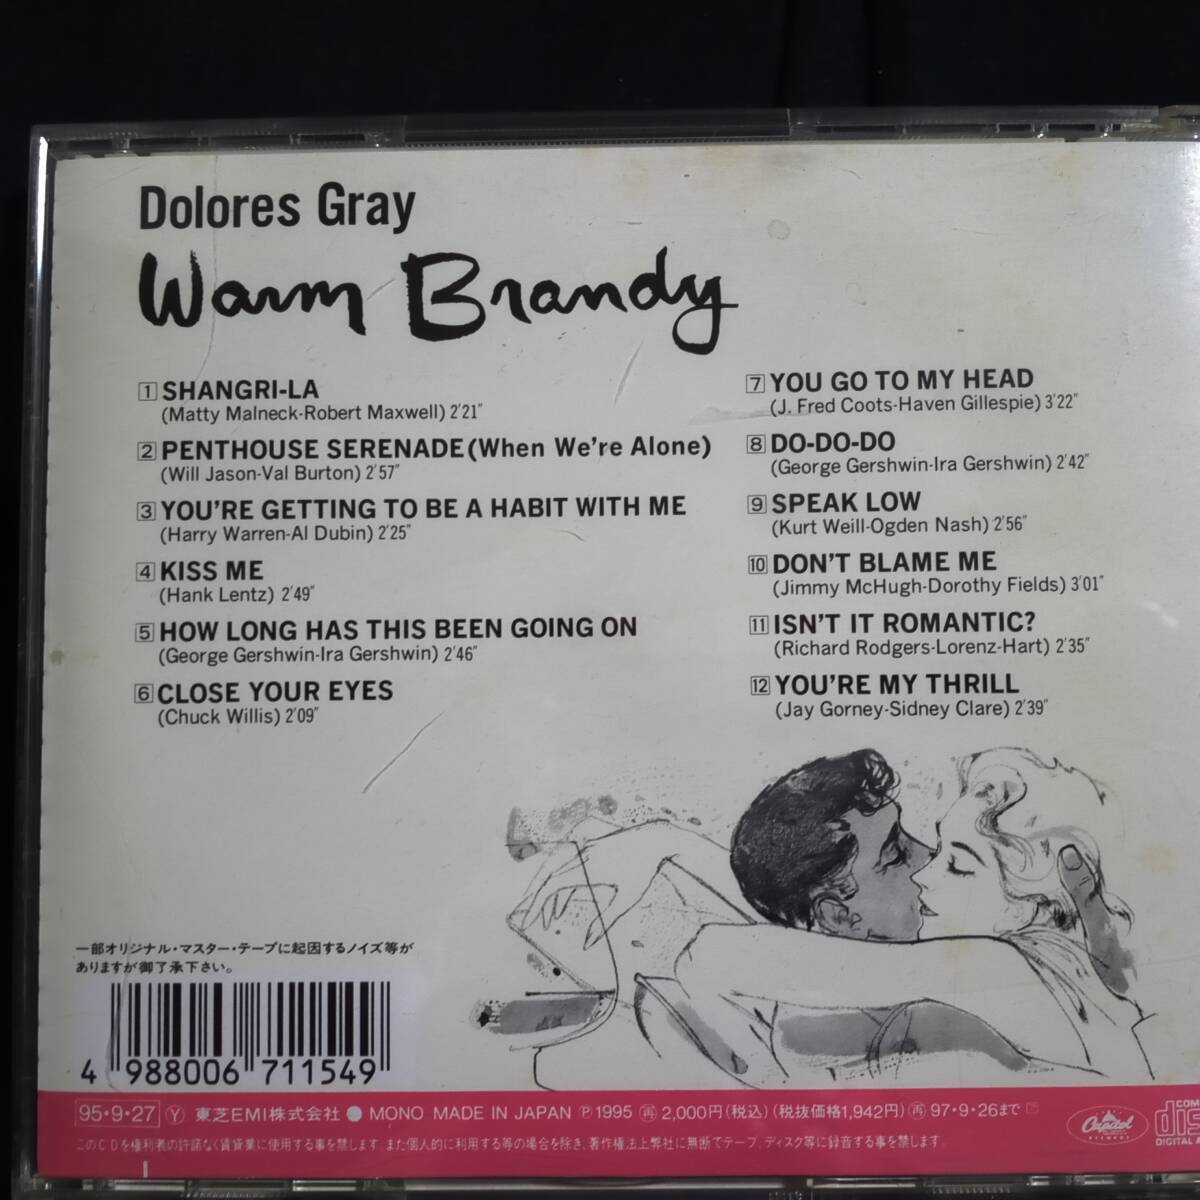 Dolores Gray
Warm Brandy
1 SHANGRI-LA
(Matty Malneck-Robert Maxwell) 2'21"
2 PENTHOUSE SERENADE (When We're Alone)
(Will Jason-Val Burton) 2'57"
3 YOU'RE GETTING TO BE A HABIT WITH ME
(Harry Warren-Al Dubin) 2'25"
4 KISS ME
(Hank Lentz) 2'49"
5 HOW LONG HAS THIS BEEN GOING ON
(George Gershwin-Ira Gershwin) 2'46"
6 CLOSE YOUR EYES
(Chuck Willis) 2'09"
7 YOU GO TO MY HEAD
(J. Fred Coots-Haven Gillespie) 3'22"
8 DO-DO-DO
(George Gershwin-Ira Gershwin) 2'42"
9 SPEAK LOW
(Kurt Weill-Ogden Nash) 2'56"
10 DON'T BLAME ME
(Jimmy McHugh-Dorothy Fields) 3'01"
11 ISN'T IT ROMANTIC?
(Richard Rodgers-Lorenz-Hart) 2'35"
12 YOU'RE MY THRILL
(Jay Gorney-Sidney Clare) 2'39"
一部オリジナル・マスター・テープに起因するノイズ等が
ありますが御了承下さい。
4 988006 711549
95・9・27 Ⓨ 東芝EMI株式会社 ● MONO MADE IN JAPAN Ⓟ1995 ㊞2,000円(税込)(税抜価格1,942円)97・9・26まで
このCDを権利者の許諾なく賃貸業に使用する事を禁じます。また個人的に利用する等の場合を除き、著作権法上弊社に無断でテープ、ディスク等に録音する事を禁じます。
Capitol
RECORDS
COM
dis
DIGITAL A